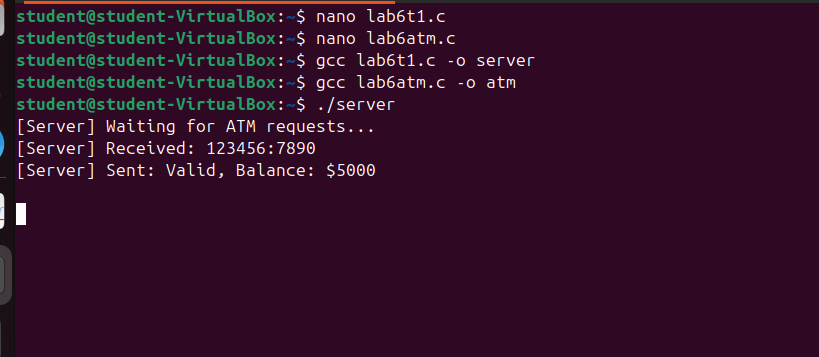 student@student-VirtualBox:~$ nano lab6t1.c
student@student-VirtualBox:~$ nano lab6atm.c
student@student-VirtualBox:~$ gcc lab6t1.c -o server
student@student-VirtualBox:~$ gcc lab6atm.c -o atm
student@student-VirtualBox:~$ ./server
[Server] Waiting for ATM requests...
[Server] Received: 123456:7890
[Server] Sent: Valid, Balance: $5000